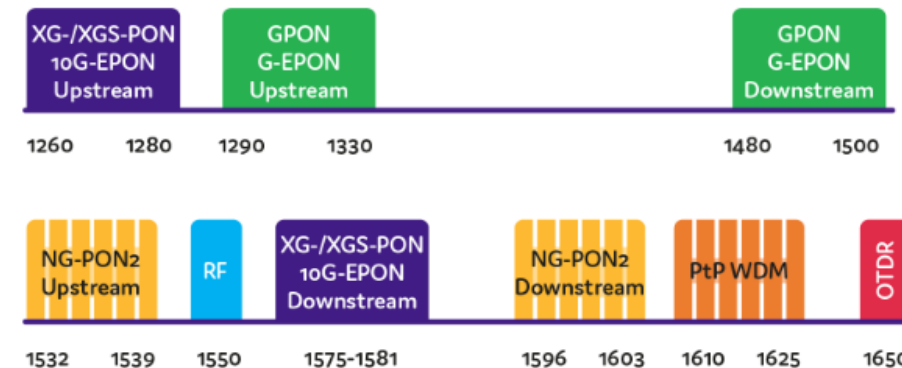 XG-/XGS-PON
10G-EPON
Upstream
GPON
G-EPON
Upstream
GPON
G-EPON
Downstream
1260 1280 1290 1330 1480 1500
NG-PON2
Upstream
RF
XG-/XGS-PON
10G-EPON
Downstream
NG-PON2
Downstream
PtP WDM
OTDR
1532 1539 1550 1575-1581 1596 1603 1610 1625 1650